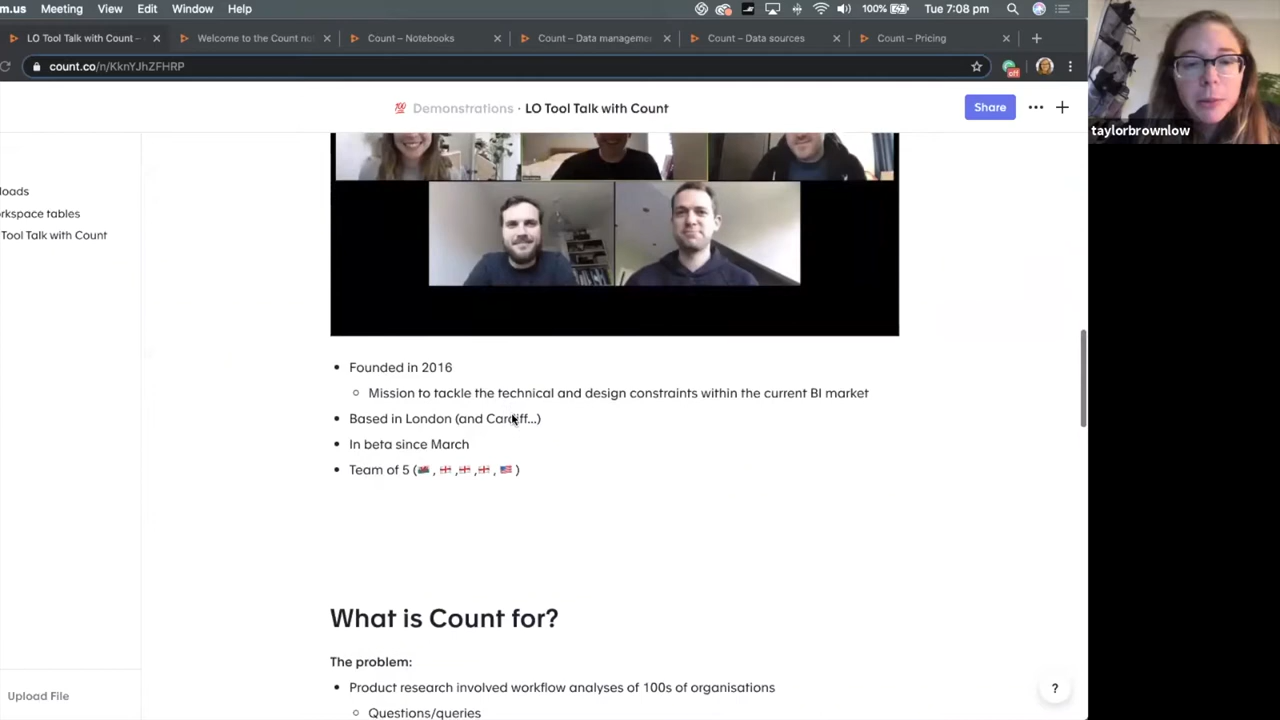 m.us Meeting View Edit Window Help 100% Tue 7:08 pm
LO Tool Talk with Count – Welcome to the Count no Count – Notebooks Count – Data managemen Count – Data sources Count – Pricing
count.co/n/KknYJhZFHRP off
Demonstrations · LO Tool Talk with Count Share
taylorbrownlow
loads
orkspace tables
Tool Talk with Count
Founded in 2016
Mission to tackle the technical and design constraints within the current BI market
Based in London (and Cardiff...)
In beta since March
Team of 5 ( , , , , )
What is Count for?
The problem:
Product research involved workflow analyses of 100s of organisations
Questions/queries
Upload File
?